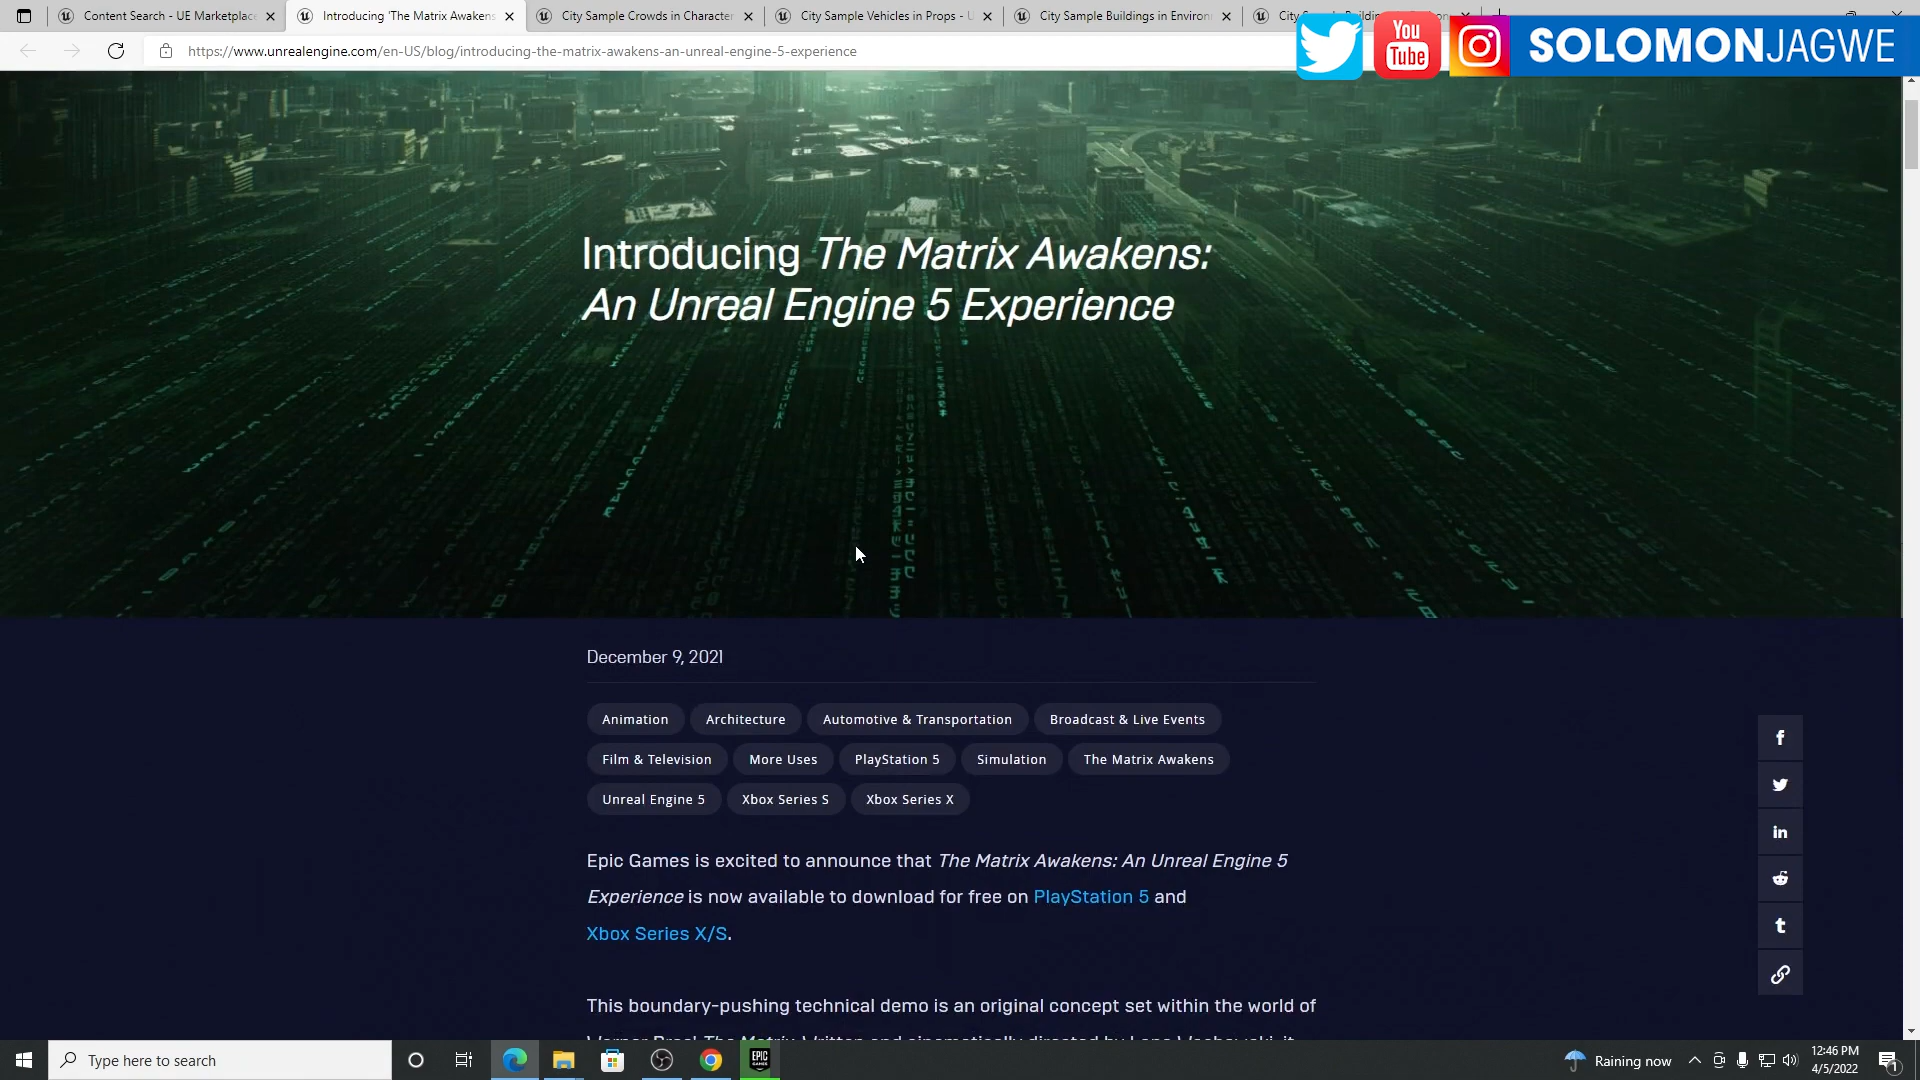 Content Search - UE Marketplace
Introducing 'The Matrix Awakens
City Sample Crowds in Character
City Sample Vehicles in Props - U
City Sample Buildings in Environ
https://www.unrealengine.com/en-US/blog/introducing-the-matrix-awakens-an-unreal-engine-5-experience
You
Tube
SOLOMONJAGWE
Introducing The Matrix Awakens:
An Unreal Engine 5 Experience
December 9, 2021
Animation
Architecture
Automotive & Transportation
Broadcast & Live Events
Film & Television
More Uses
PlayStation 5
Simulation
The Matrix Awakens
Unreal Engine 5
Xbox Series S
Xbox Series X
Epic Games is excited to announce that The Matrix Awakens: An Unreal Engine 5
Experience is now available to download for free on PlayStation 5 and
Xbox Series X/S.
This boundary-pushing technical demo is an original concept set within the world of
Type here to search
EPIC
GAMES
Raining now
12:46 PM
4/5/2022
1